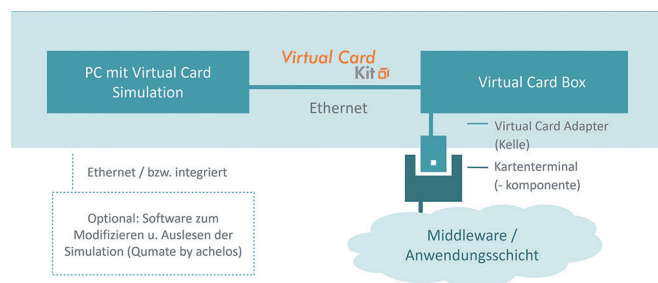 PC mit Virtual Card
Simulation
Virtual Card
Kit
Ethernet
Virtual Card Box
Virtual Card Adapter
(Kelle)
Kartenterminal
(- komponente)
Ethernet / bzw. integriert
Optional: Software zum
Modifizieren u. Auslesen der
Simulation (Qumate by achelos)
Middleware /
Anwendungsschicht